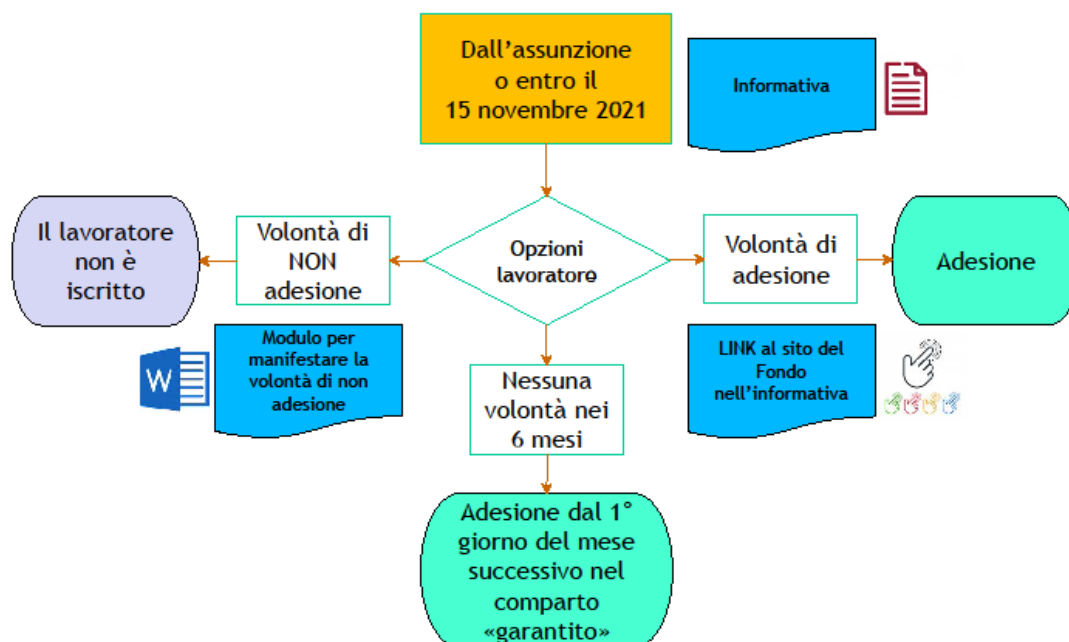 Dall'assunzione
o entro il
15 novembre 2021
Informativa
Il lavoratore
non è
iscritto
Volontà di
NON
adesione
Opzioni
lavoratore
Volontà di
adesione
Adesione
W
Modulo per
manifestare la
volontà di non
adesione
Nessuna
volontà nei
6 mesi
LINK al sito del
Fondo
nell'informativa
Adesione dal 1°
giorno del mese
successivo nel
comparto
«garantito»